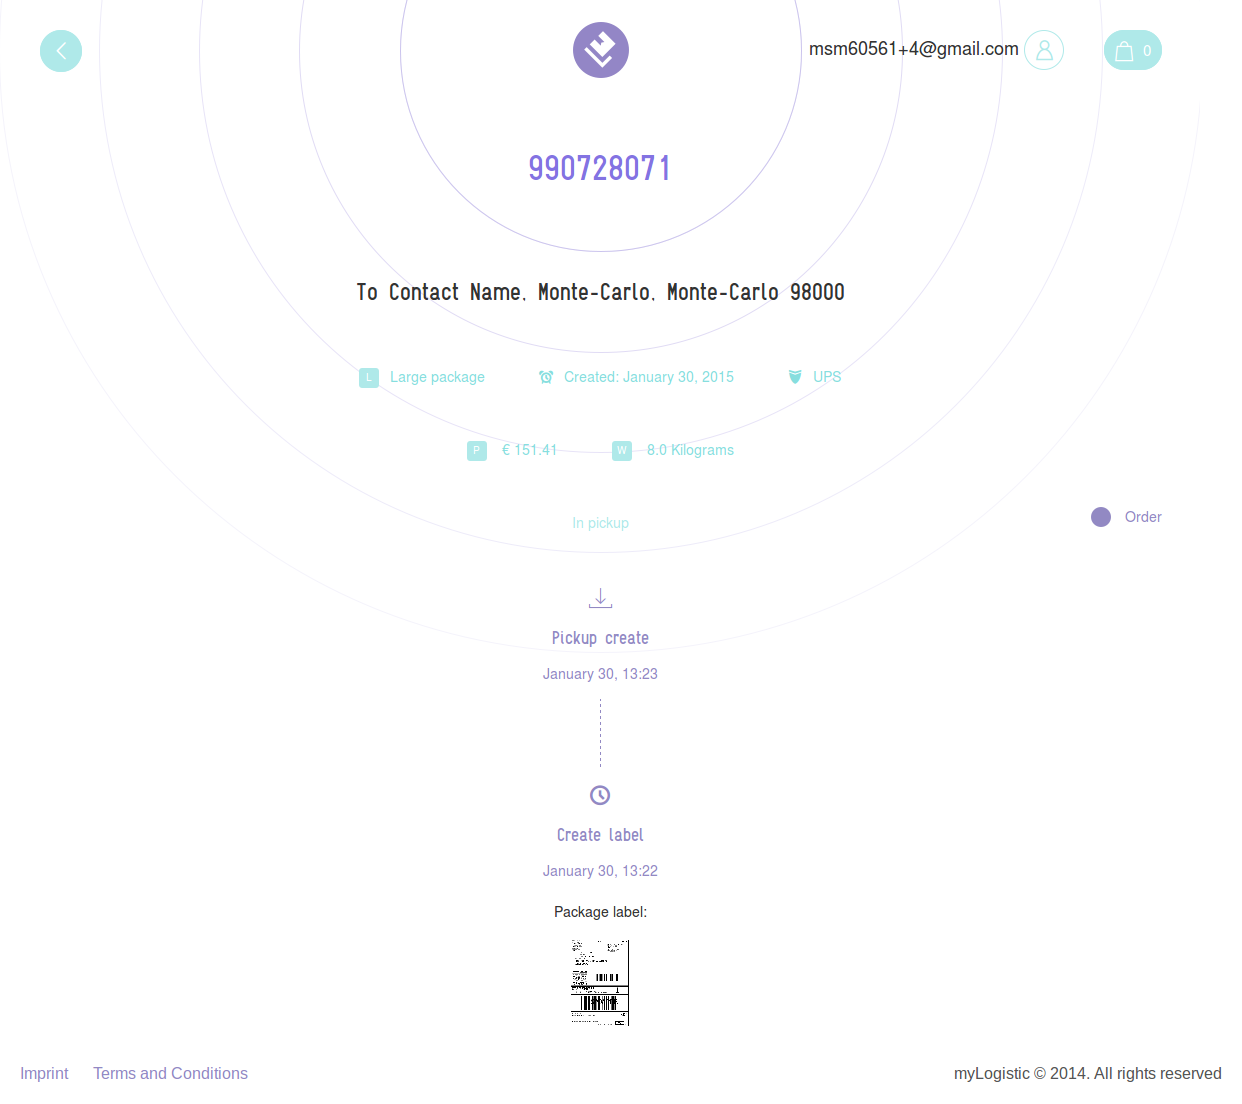 msm60561+4@gmail.com 0
990728071
To Contact Name, Monte-Carlo, Monte-Carlo 98000
L Large package Created: January 30, 2015 UPS
P € 151.41 W 8.0 Kilograms
In pickup
Order
Pickup create
January 30, 13:23
Create label
January 30, 13:22
Package label:
Imprint Terms and Conditions myLogistic © 2014. All rights reserved